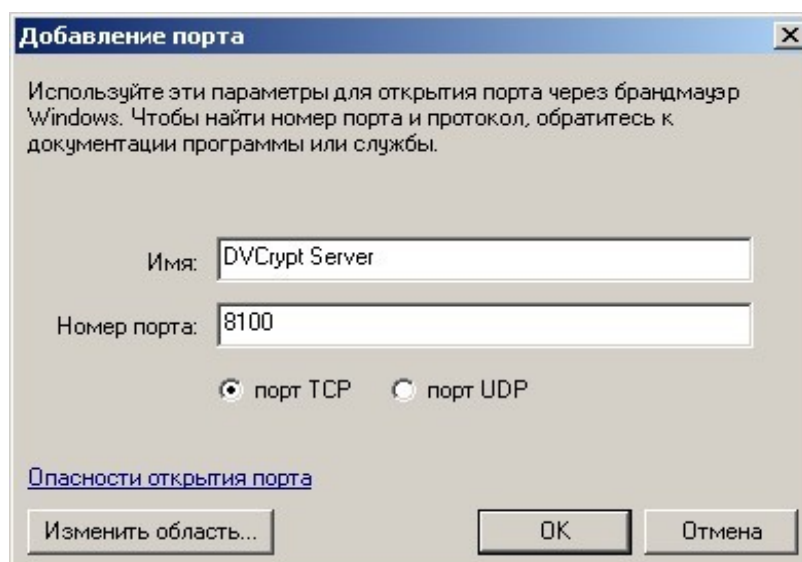 Добавление порта
Используйте эти параметры для открытия порта через брандмауэр
Windows. Чтобы найти номер порта и протокол, обратитесь к
документации программы или службы.
Имя: DVCrypt Server
Номер порта: 8100
порт TCP порт UDP
Опасности открытия порта
Изменить область... OK Отмена